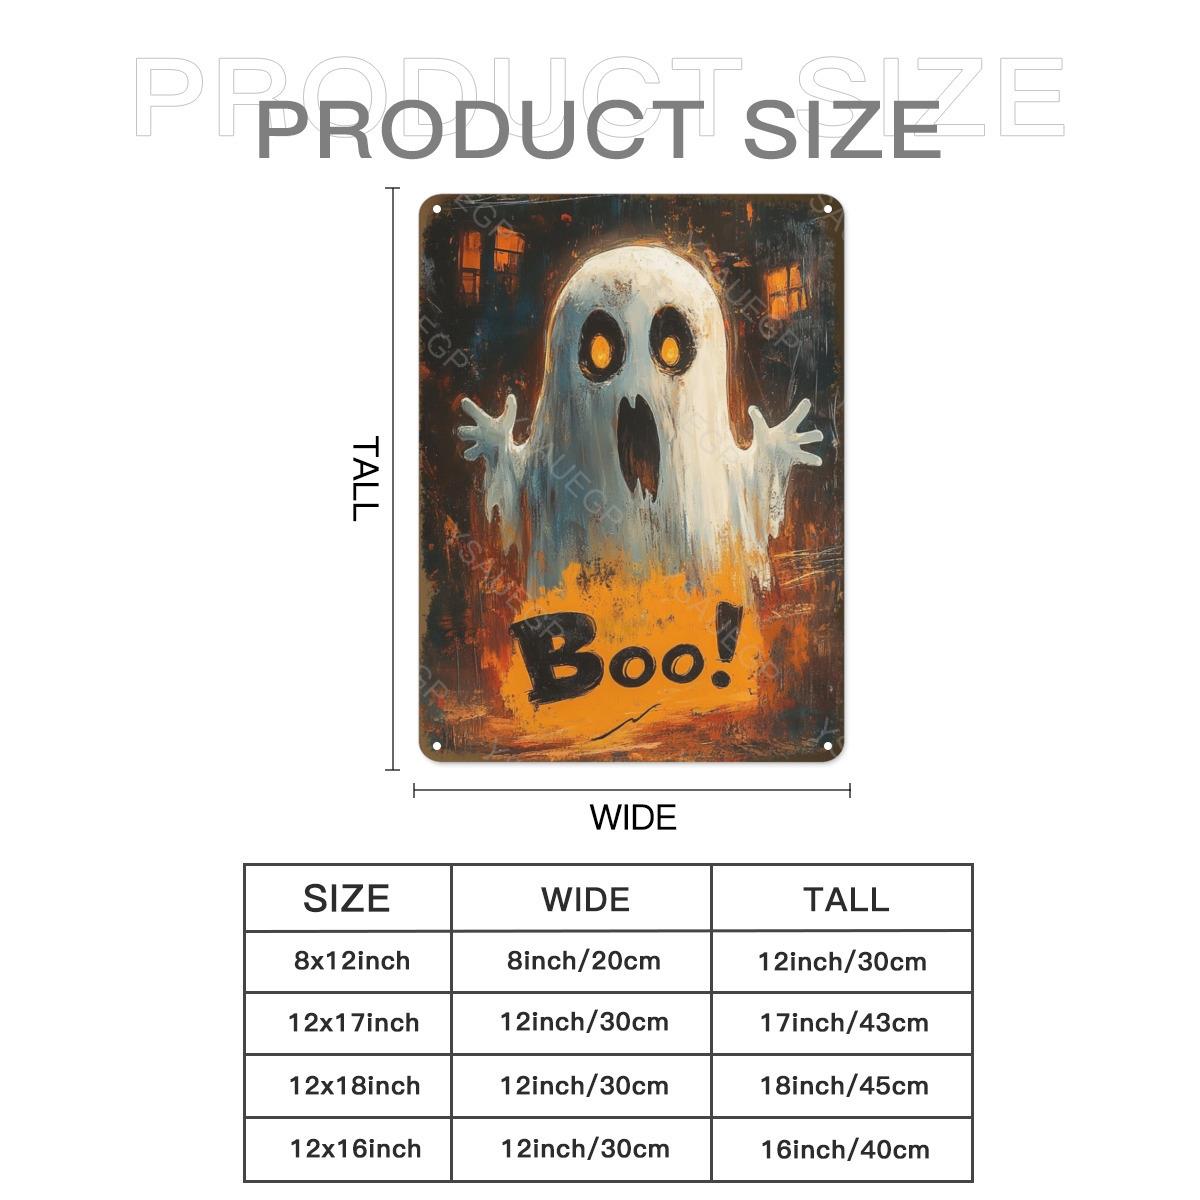 PRODUCT SIZE
PRODUCT SIZE
TALL
YSAUEGP
Boo!
WIDE
SIZE WIDE TALL
8x12inch 8inch/20cm 12inch/30cm
12x17inch 12inch/30cm 17inch/43cm
12x18inch 12inch/30cm 18inch/45cm
12x16inch 12inch/30cm 16inch/40cm